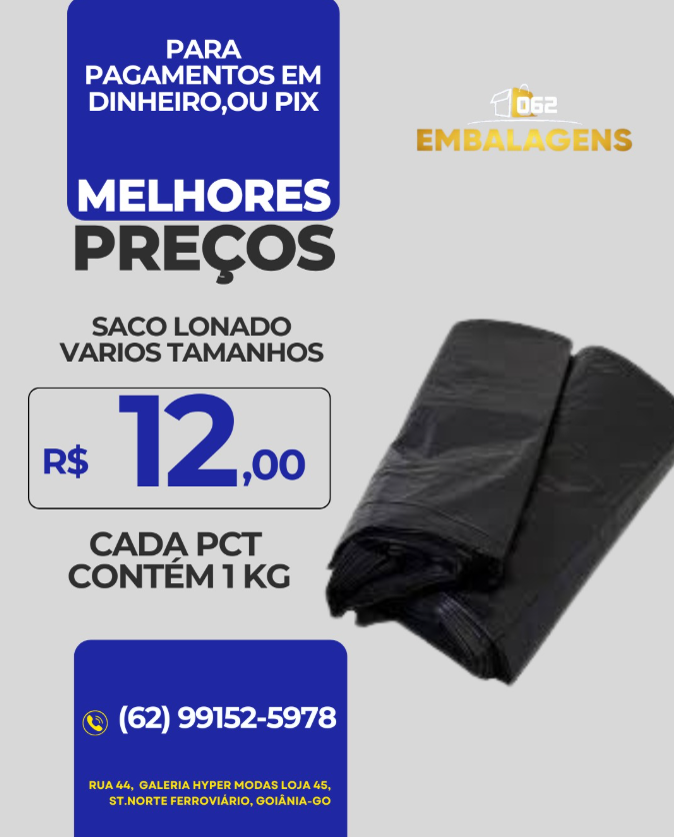 PARA
PAGAMENTOS EM
DINHEIRO,OU PIX
MELHORES
PREÇOS
062
EMBALAGENS
SACO LONADO
VARIOS TAMANHOS
R$ 12,00
CADA PCT
CONTÉM 1 KG
(62) 99152-5978
RUA 44, GALERIA HYPER MODAS LOJA 45,
ST.NORTE FERROVIÁRIO, GOIÂNIA-GO